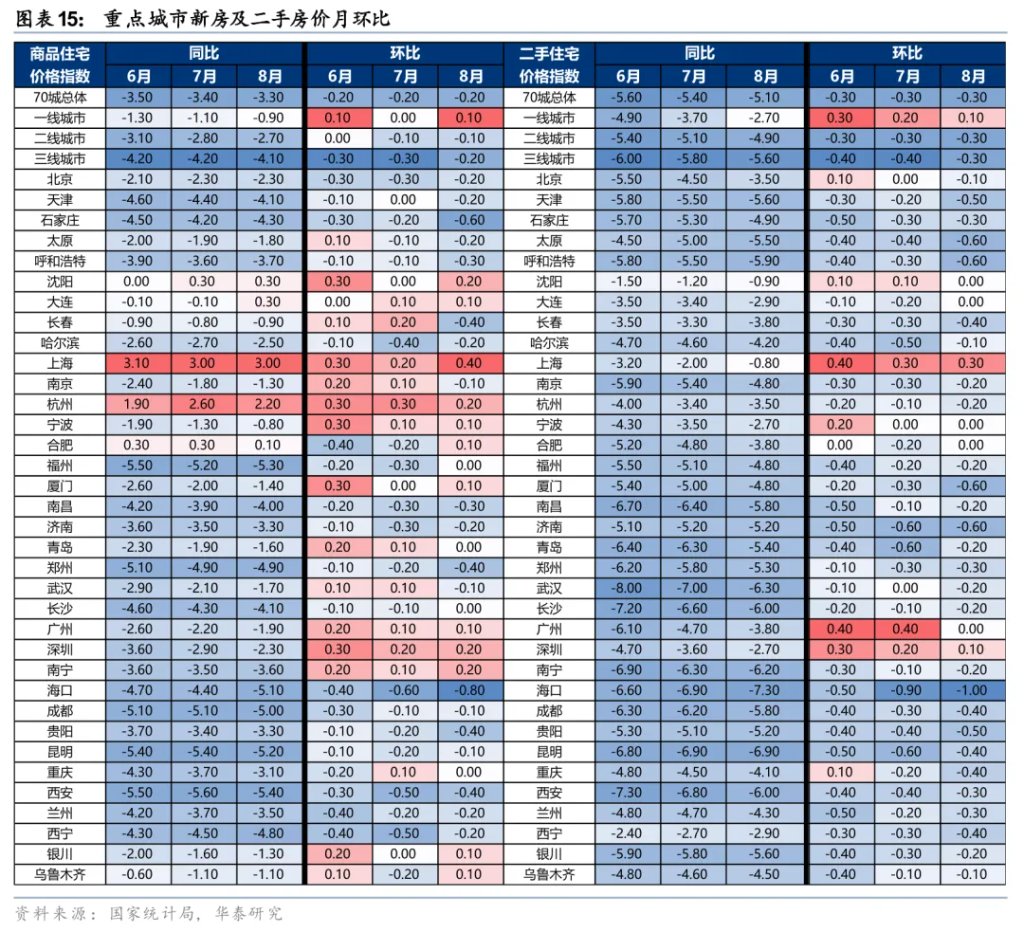 图表 15： 重点城市新房及二手房价月环比
商品住宅 同比 环比 二手住宅 同比 环比
价格指数 6月 7月 8月 6月 7月 8月 价格指数 6月 7月 8月 6月 7月 8月
70城总体 -3.50 -3.40 -3.30 -0.20 -0.20 -0.20 70城总体 -5.60 -5.40 -5.10 -0.30 -0.30 -0.30
一线城市 -1.30 -1.10 -0.90 0.10 0.00 0.10 一线城市 -4.90 -3.70 -2.70 0.30 0.20 0.10
二线城市 -3.10 -2.80 -2.70 0.00 -0.10 -0.10 二线城市 -5.40 -5.10 -4.90 -0.30 -0.30 -0.30
三线城市 -4.20 -4.20 -4.10 -0.30 -0.30 -0.20 三线城市 -6.00 -5.80 -5.60 -0.40 -0.40 -0.30
北京 -2.10 -2.30 -2.30 -0.30 -0.30 -0.20 北京 -5.50 -4.50 -3.50 0.10 0.00 -0.10
天津 -4.60 -4.40 -4.10 -0.10 0.00 -0.20 天津 -5.80 -5.50 -5.60 -0.30 -0.20 -0.50
石家庄 -4.50 -4.20 -4.30 -0.30 -0.20 -0.60 石家庄 -5.70 -5.30 -4.90 -0.50 -0.30 -0.30
太原 -2.00 -1.90 -1.80 0.10 -0.10 -0.20 太原 -4.50 -5.00 -5.50 -0.40 -0.40 -0.60
呼和浩特 -3.90 -3.60 -3.70 -0.10 -0.10 -0.30 呼和浩特 -5.80 -5.50 -5.90 -0.40 -0.30 -0.60
沈阳 0.00 0.30 0.30 0.30 0.00 0.20 沈阳 -1.50 -1.20 -0.90 0.10 0.10 0.00
大连 -0.10 -0.10 0.30 0.00 0.10 0.10 大连 -3.50 -3.40 -2.90 -0.10 -0.20 0.00
长春 -0.90 -0.80 -0.90 0.10 0.20 -0.40 长春 -3.50 -3.30 -3.80 -0.30 -0.30 -0.40
哈尔滨 -2.60 -2.70 -2.50 -0.10 -0.40 -0.20 哈尔滨 -4.70 -4.60 -4.20 -0.40 -0.50 -0.10
上海 3.10 3.00 3.00 0.30 0.20 0.40 上海 -3.20 -2.00 -0.80 0.40 0.30 0.30
南京 -2.40 -1.80 -1.30 0.20 0.10 -0.10 南京 -5.90 -5.40 -4.80 -0.30 -0.30 -0.20
杭州 1.90 2.60 2.20 0.30 0.30 0.20 杭州 -4.00 -3.40 -3.50 -0.20 -0.10 -0.20
宁波 -1.90 -1.30 -0.80 0.30 0.10 0.10 宁波 -4.30 -3.50 -2.70 0.20 0.00 0.00
合肥 0.30 0.30 0.10 -0.40 -0.20 0.10 合肥 -5.20 -4.80 -3.80 0.00 -0.20 0.00
福州 -5.50 -5.20 -5.30 -0.20 -0.30 0.00 福州 -5.50 -5.10 -4.80 -0.40 -0.20 -0.20
厦门 -2.60 -2.00 -1.40 0.30 0.00 0.10 厦门 -5.40 -5.00 -4.80 -0.20 -0.30 -0.60
南昌 -4.20 -3.90 -4.00 -0.20 -0.30 -0.30 南昌 -6.70 -6.40 -5.80 -0.50 -0.10 -0.20
济南 -3.60 -3.50 -3.30 -0.10 -0.30 -0.20 济南 -5.10 -5.20 -5.20 -0.50 -0.60 -0.60
青岛 -2.30 -1.90 -1.60 0.20 0.10 0.00 青岛 -6.40 -6.30 -5.40 -0.40 -0.60 -0.20
郑州 -5.10 -4.90 -4.90 -0.10 -0.20 -0.40 郑州 -6.20 -5.80 -5.30 -0.10 -0.30 -0.30
武汉 -2.90 -2.10 -1.70 0.10 0.10 -0.10 武汉 -8.00 -7.00 -6.30 -0.10 0.00 -0.20
长沙 -4.60 -4.30 -4.10 -0.10 -0.10 0.00 长沙 -7.20 -6.60 -6.00 -0.20 -0.10 -0.20
广州 -2.60 -2.20 -1.90 0.20 0.10 0.10 广州 -6.10 -4.70 -3.80 0.40 0.40 0.00
深圳 -3.60 -2.90 -2.30 0.30 0.20 0.20 深圳 -4.70 -3.60 -2.70 0.30 0.20 0.10
南宁 -3.60 -3.50 -3.60 0.20 0.10 0.20 南宁 -6.90 -6.30 -6.20 -0.30 -0.10 -0.20
海口 -4.70 -4.40 -5.10 -0.40 -0.60 -0.80 海口 -6.60 -6.90 -7.30 -0.50 -0.90 -1.00
成都 -5.10 -5.10 -5.00 -0.30 -0.10 -0.10 成都 -6.30 -6.20 -5.80 -0.40 -0.30 -0.40
贵阳 -3.70 -3.40 -3.30 -0.10 -0.20 -0.40 贵阳 -5.30 -5.10 -5.20 -0.40 -0.40 -0.50
昆明 -5.40 -5.40 -5.20 -0.10 -0.20 -0.10 昆明 -6.80 -6.90 -6.90 -0.50 -0.60 -0.40
重庆 -4.30 -3.70 -3.10 -0.20 0.10 0.00 重庆 -4.80 -4.50 -4.10 0.10 -0.20 -0.40
西安 -5.50 -5.60 -5.40 -0.30 -0.50 -0.40 西安 -7.30 -6.80 -6.00 -0.40 -0.40 -0.30
兰州 -4.20 -3.70 -3.50 -0.40 -0.20 -0.20 兰州 -4.80 -4.70 -4.30 -0.50 -0.20 -0.30
西宁 -4.30 -4.50 -4.80 -0.40 -0.50 -0.20 西宁 -2.40 -2.70 -2.90 -0.30 -0.30 -0.40
银川 -2.00 -1.60 -1.30 0.20 0.00 0.10 银川 -5.90 -5.80 -5.60 -0.40 -0.30 -0.20
乌鲁木齐 -0.60 -1.10 -1.10 0.10 -0.20 0.10 乌鲁木齐 -4.80 -4.60 -4.50 -0.40 -0.10 -0.10
资料来源：国家统计局，华泰研究